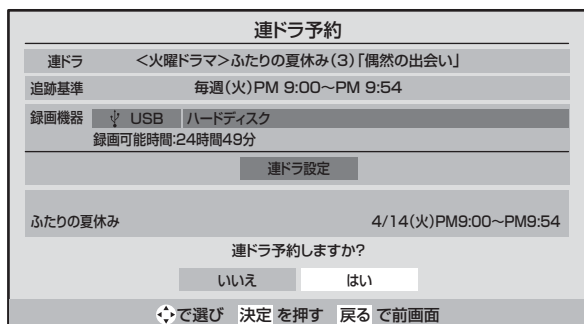 連ドラ予約
連ドラ <火曜ドラマ>ふたりの夏休み(3)「偶然の出会い」
追跡基準 毎週(火)PM 9:00~PM 9:54
録画機器 USB ハードディスク
録画可能時間:24時間49分
連ドラ設定
ふたりの夏休み 4/14(火)PM9:00~PM9:54
連ドラ予約しますか?
いいえ はい
で選び 決定 を押す 戻る で前画面